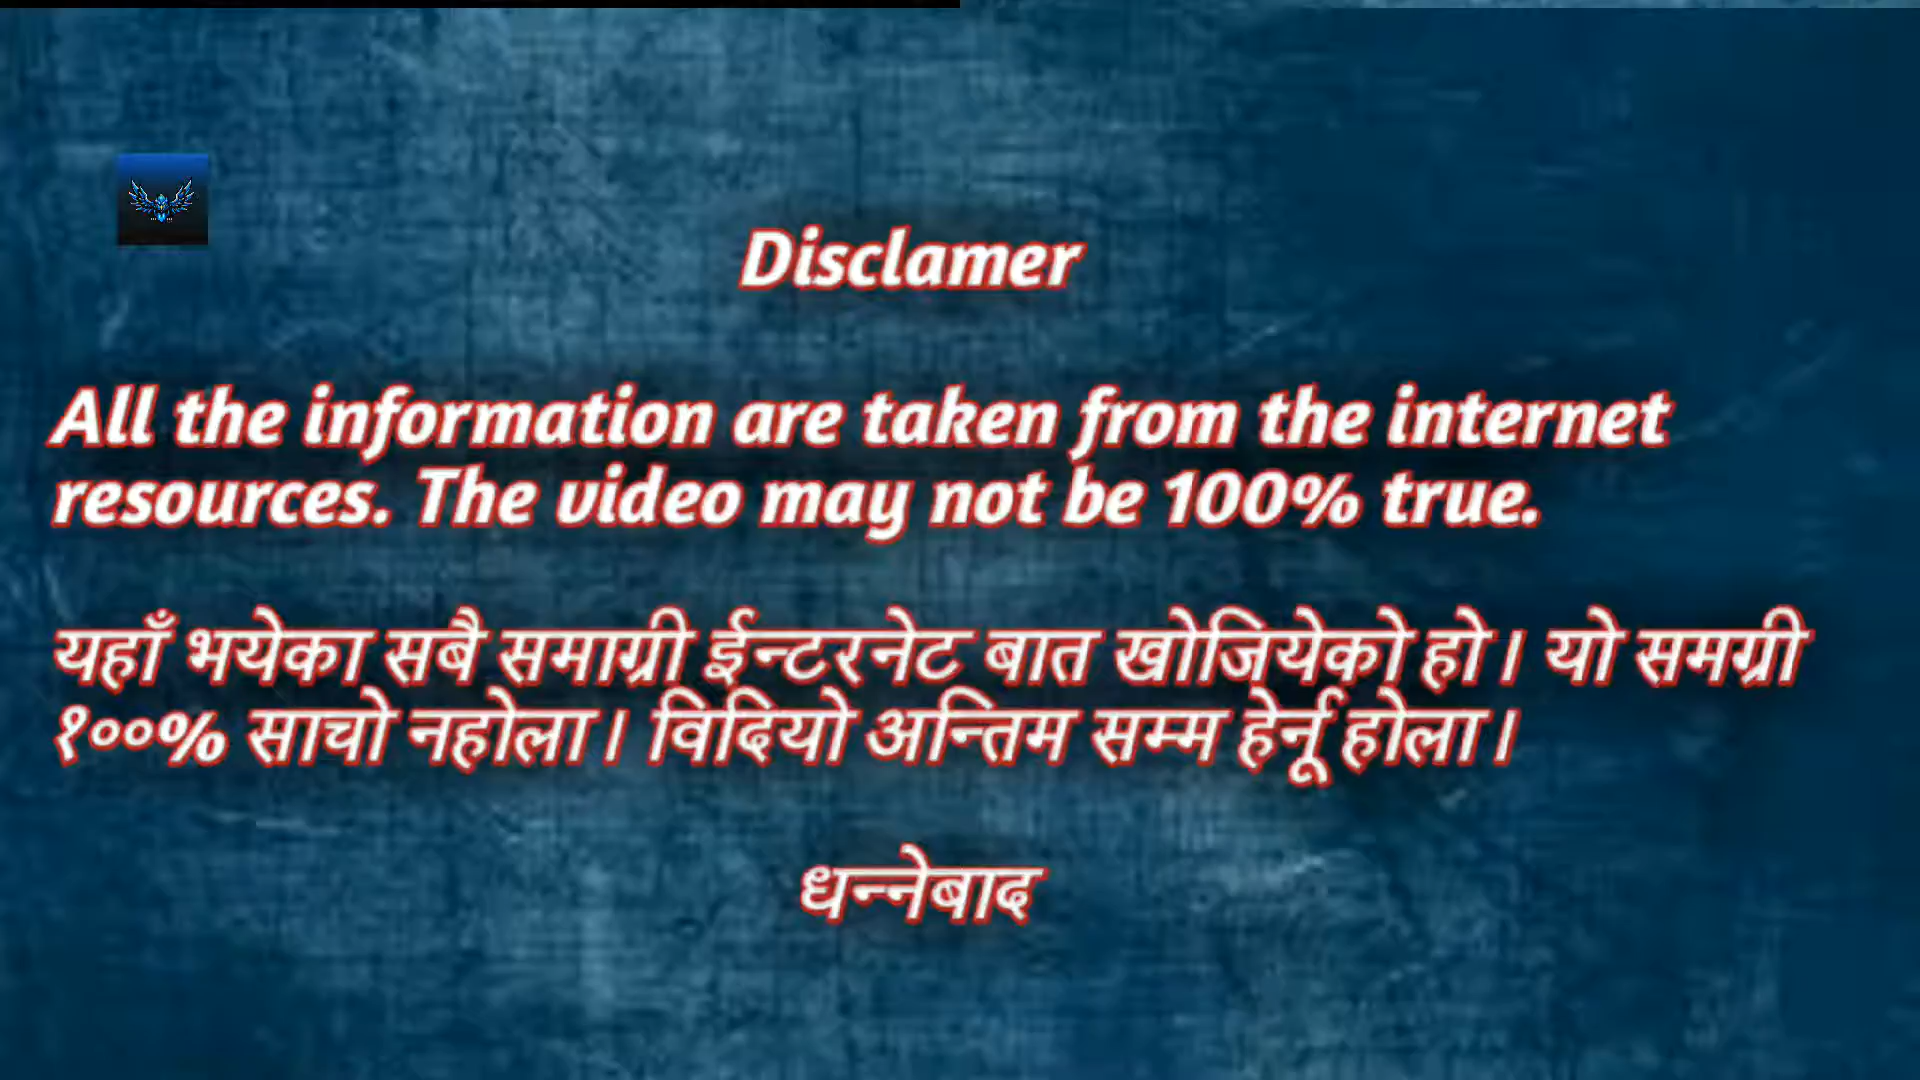 Disclamer
All the information are taken from the internet
resources. The video may not be 100% true.
यहाँ भयेका सबै समाग्री ईन्टरनेट बात खोजियेको हो। यो समग्री
१००% साचो नहोला। विदियो अन्तिम सम्म हेर्नू होला।
धन्नेबाद